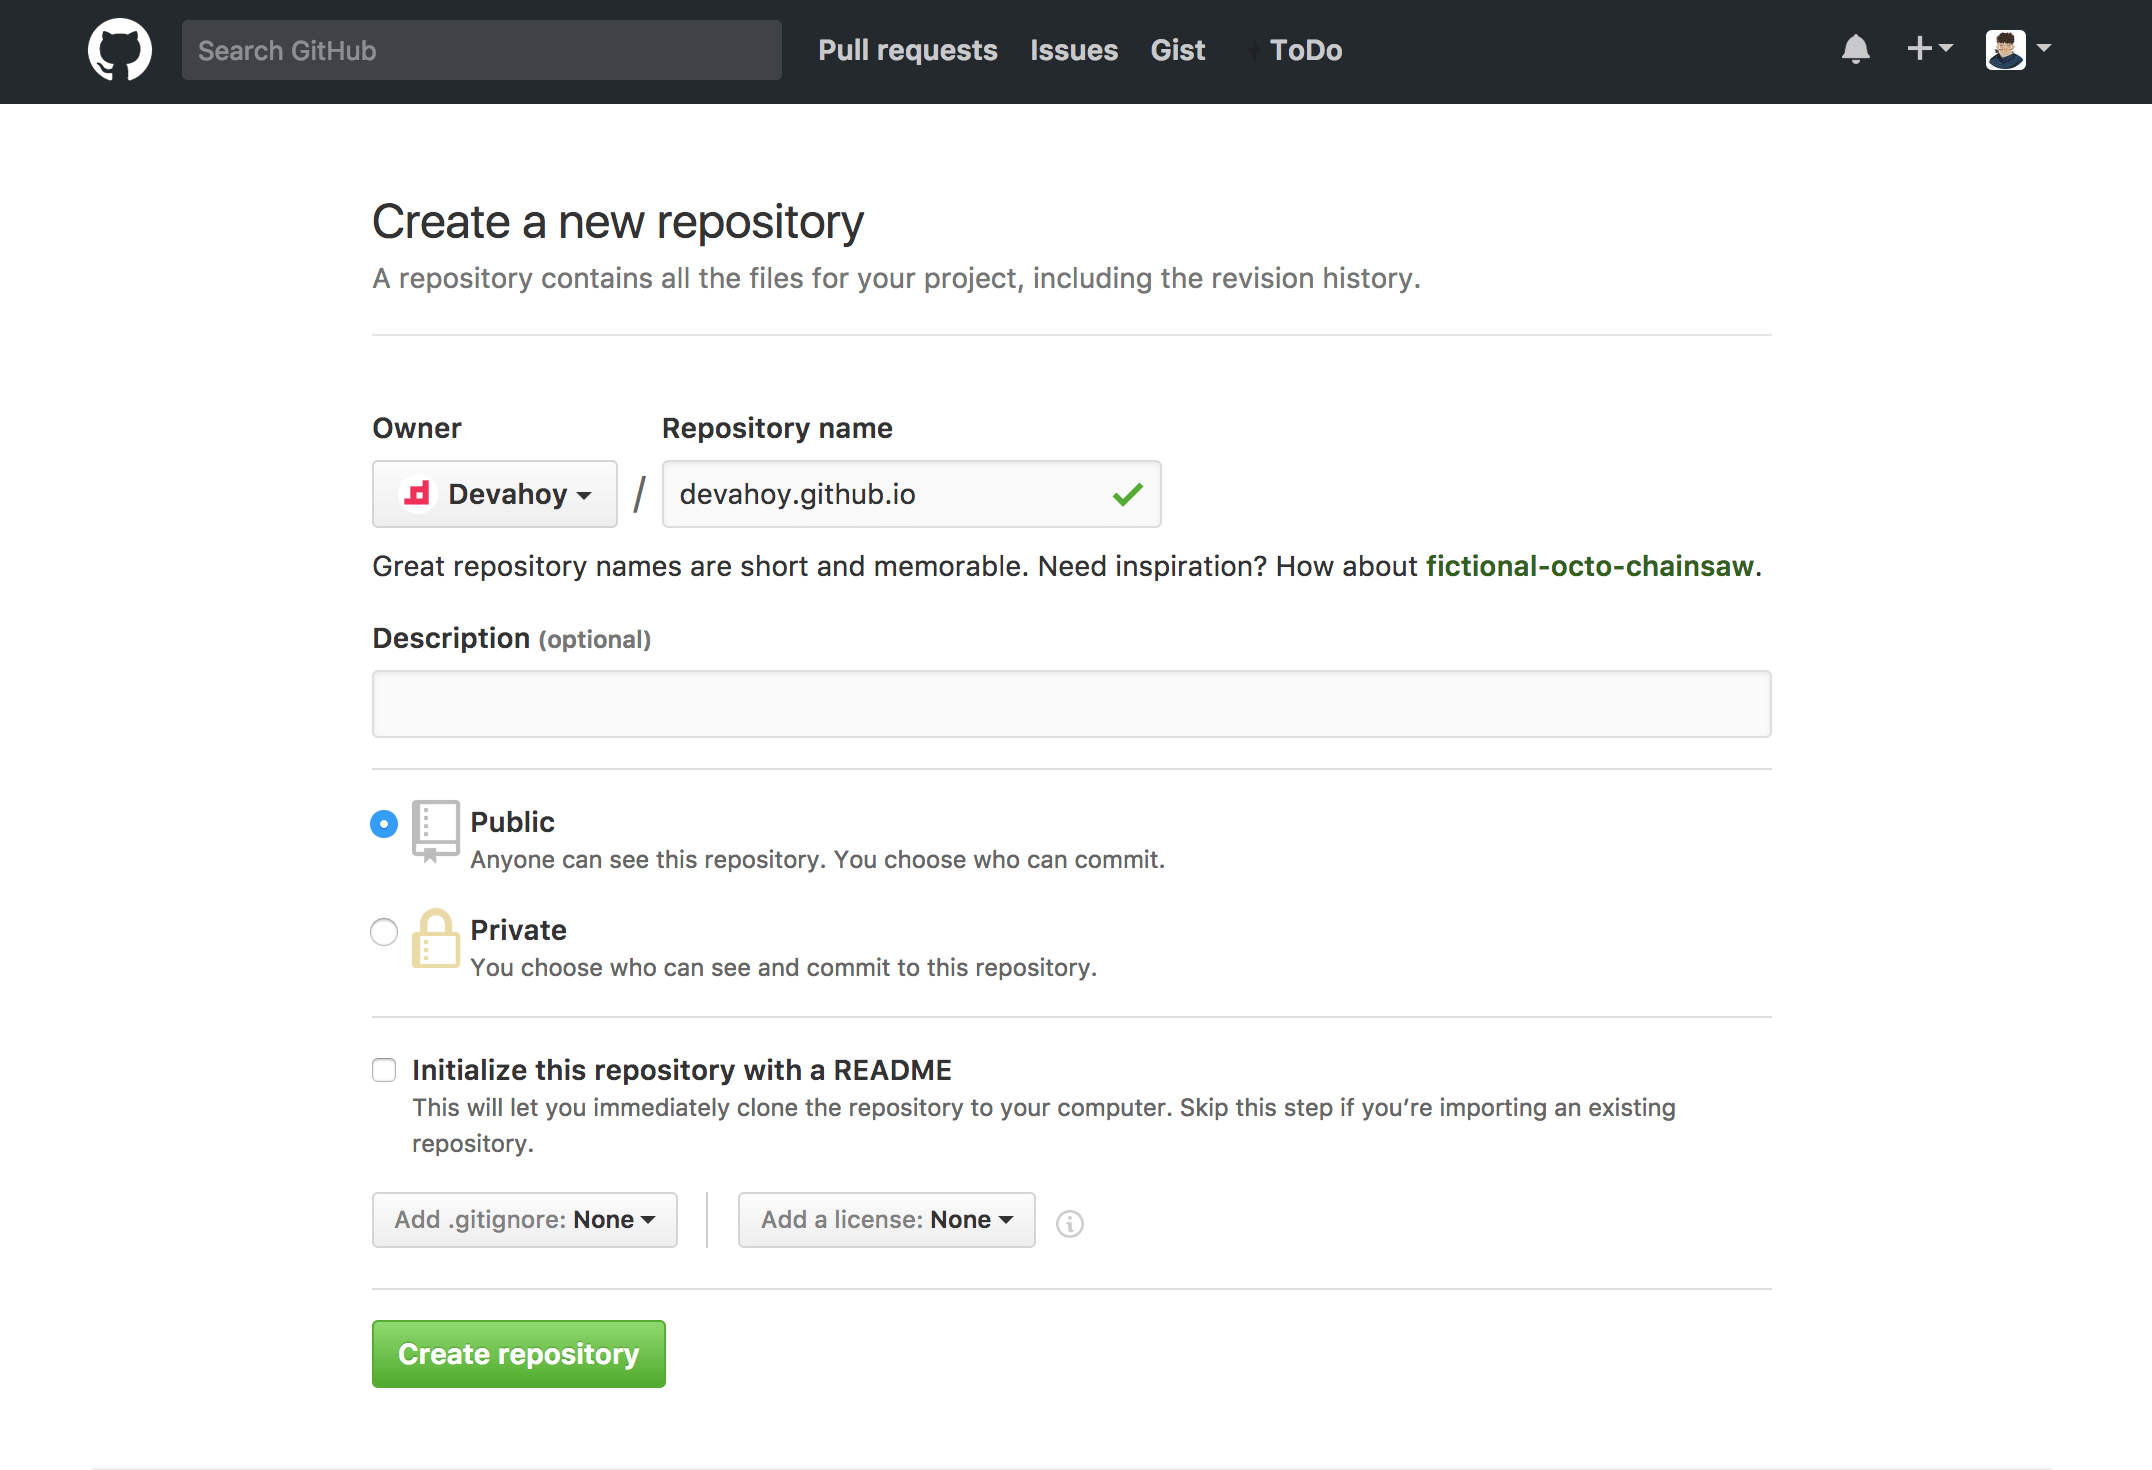 Search GitHub
Pull requests Issues Gist ToDo
Create a new repository
A repository contains all the files for your project, including the revision history.
Owner Repository name
Devahoy / devahoy.github.io
Great repository names are short and memorable. Need inspiration? How about fictional-octo-chainsaw.
Description (optional)
Public
Anyone can see this repository. You choose who can commit.
Private
You choose who can see and commit to this repository.
Initialize this repository with a README
This will let you immediately clone the repository to your computer. Skip this step if you’re importing an existing
repository.
Add .gitignore: None Add a license: None
Create repository